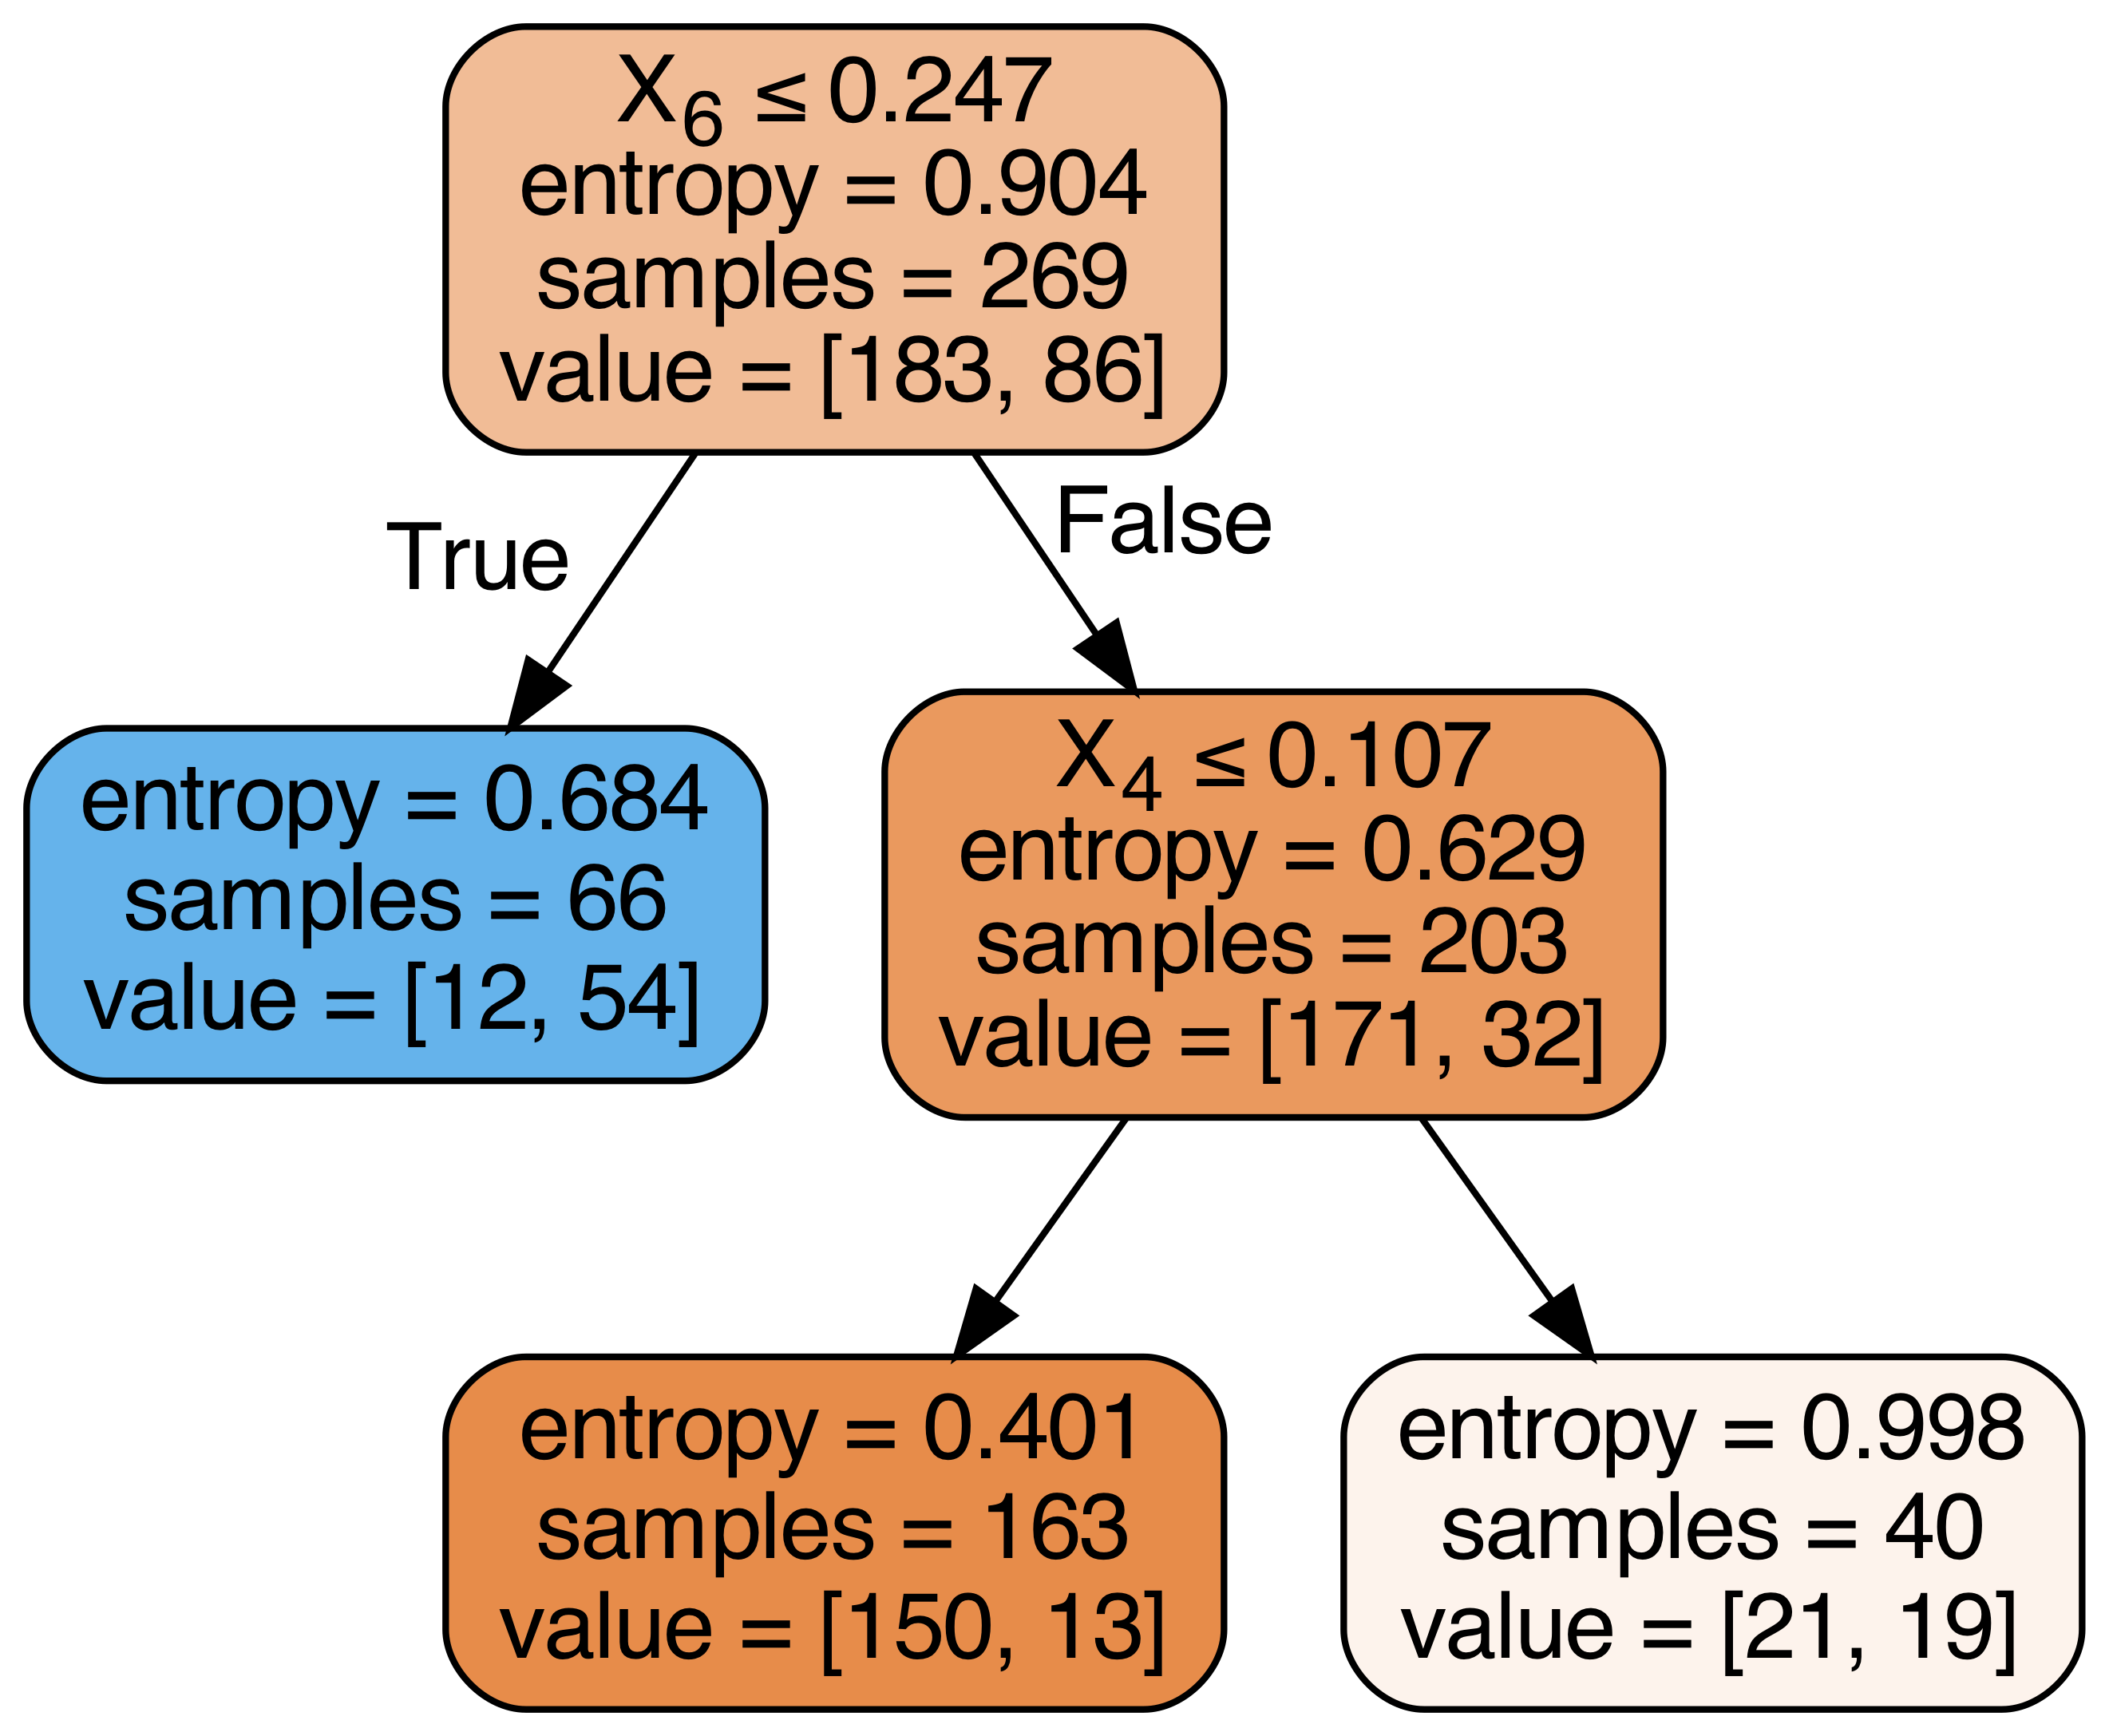 X₆ ≤ 0.247
entropy = 0.904
samples = 269
value = [183, 86]
True
False
entropy = 0.684
samples = 66
value = [12, 54]
X₄ ≤ 0.107
entropy = 0.629
samples = 203
value = [171, 32]
entropy = 0.401
samples = 163
value = [150, 13]
entropy = 0.998
samples = 40
value = [21, 19]